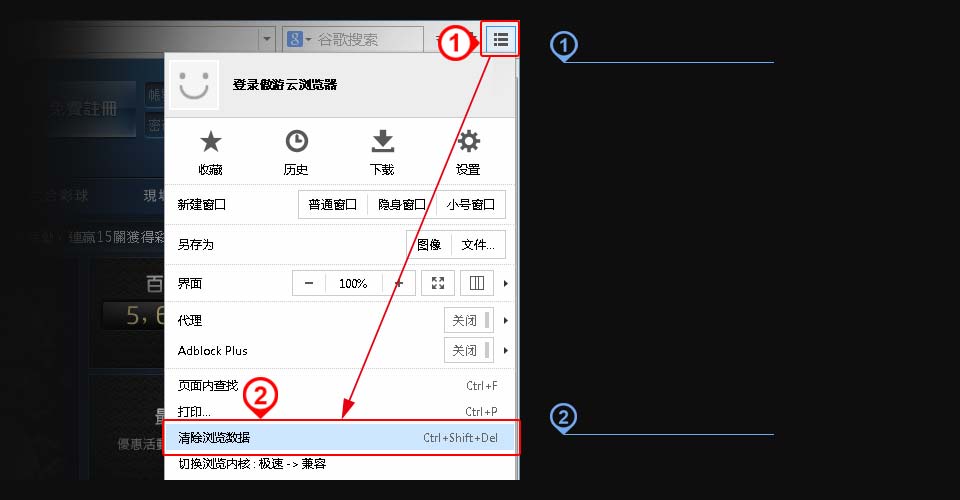 谷歌搜索
1
1
登录傲游云浏览器
免費註冊
帳
密
收藏 历史 下载 设置
合彩球 現場
新建窗口 普通窗口 隐身窗口 小号窗口
連贏15關獲得彩
另存为 图像 文件...
百
界面 － 100% +
5,6
代理 关闭
Adblock Plus 关闭
页面内查找 Ctrl+F
2
2
打印... Ctrl+P
最
清除浏览数据 Ctrl+Shift+Del
優惠活動
切换浏览内核 : 极速 -> 兼容